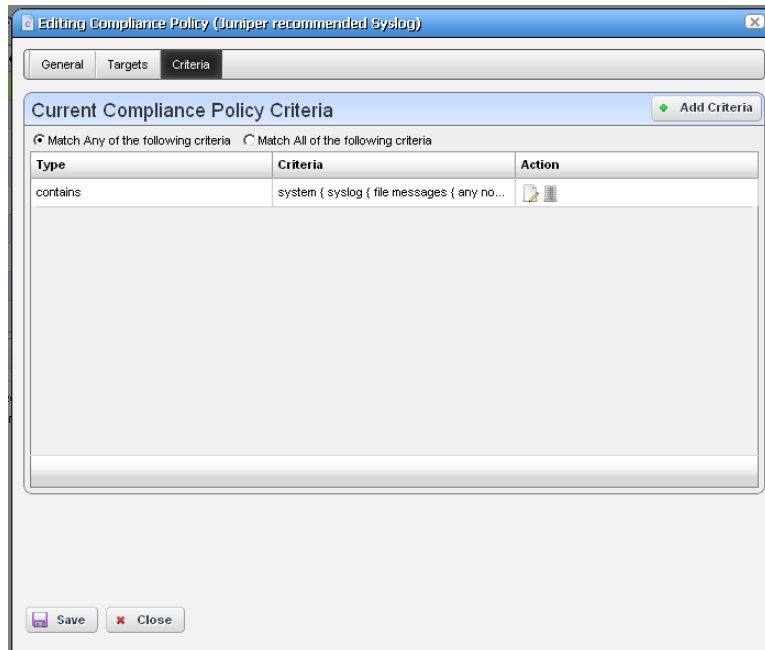 Editing Compliance Policy (Juniper recommended Syslog)
General Targets Criteria
Current Compliance Policy Criteria Add Criteria
Match Any of the following criteria Match All of the following criteria
Type Criteria Action
contains system { syslog { file messages { any no...
Save Close